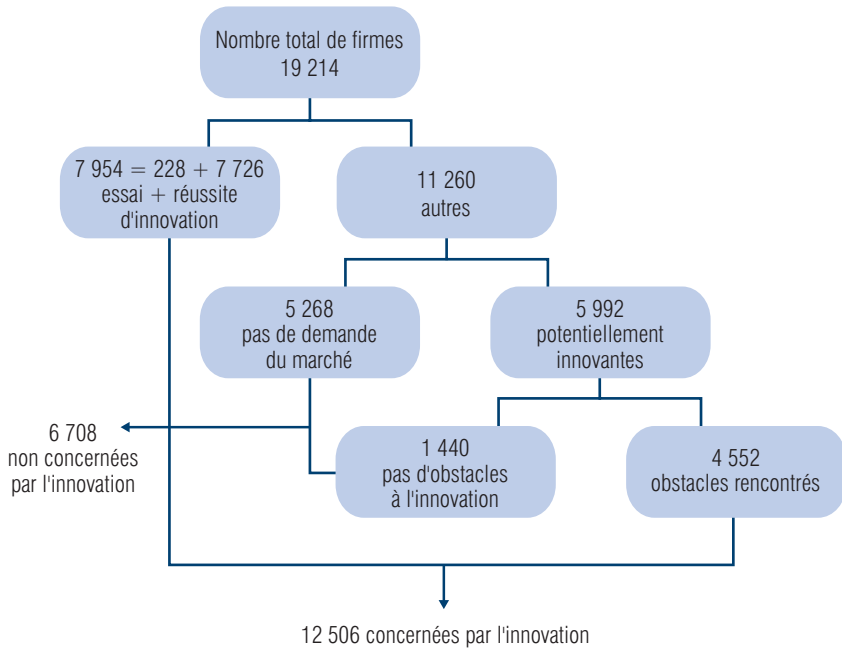 Nombre total de firmes
19 214
7 954 = 228 + 7 726
essai + réussite
d'innovation
11 260
autres
5 268
pas de demande
du marché
5 992
potentiellement
innovantes
6 708
non concernées
par l'innovation
1 440
pas d'obstacles
à l'innovation
4 552
obstacles rencontrés
12 506 concernées par l'innovation